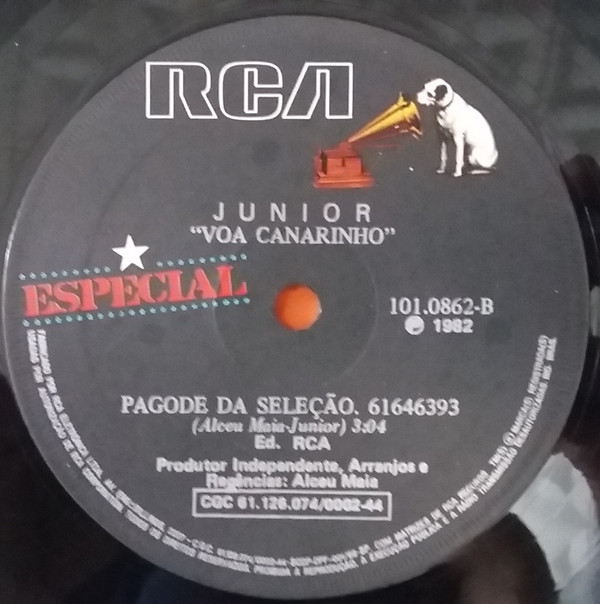 RCA
JUNIOR
"VOA CANARINHO"
ESPECIAL
101.0862-B
℗ 1982
PAGODE DA SELEÇÃO. 61646393
(Alceu Maia-Junior) 3:04
Ed. RCA
Produtor Independente, Arranjos e
Regências: Alceu Maia
CGC 61.126.074/0002-44